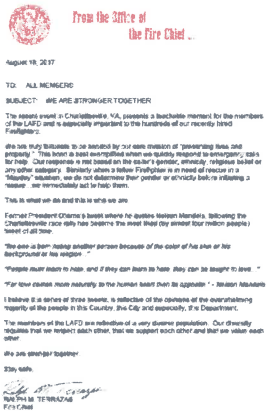 From the Office of
the Fire Chief ...
August 18, 2017
TO: ALL MEMBERS
SUBJECT: WE ARE STRONGER TOGETHER
The recent event in Charlottesville, VA, presents a teachable moment for the members
of the LAFD and is especially important to the hundreds of our recently hired
Firefighters.
We are truly to be bonded by our core mission of "preserving lives and
property." This bond is best exemplified when we quickly respond to emergency calls
for help. Our response is not based on the caller's gender, ethnicity, religious belief or
any other category. Similarly when a fellow Firefighter is in need of rescue in a
"Mayday" situation, we do not determine their gender or ethnicity before initiating a
rescue...we immediately act to help them.
This is what we do and this is who we are
Former President Obama's tweet where he quotes Nelson Mandela, following the
Charlottesville race rally has become the most liked (by almost four million people)
tweet of all time.
"No one is born hating another person because of the color of his skin or his
background or his religion..."
"People must learn to hate, and if they can learn to hate, they can be taught to love..."
"For love comes more naturally to the human heart than its opposite." - Nelson Mandela
I believe this series of three tweets, is reflective of the opinions of the overwhelming
majority of the people in this Country, the City and especially, the Department.
The members of the LAFD are reflective of a very diverse population. Our diversity
requires that we respect each other, that we support each other and that we value each
other
We are stronger together
Stay safe.
RALPH M. TERRAZAS
Fire Chief